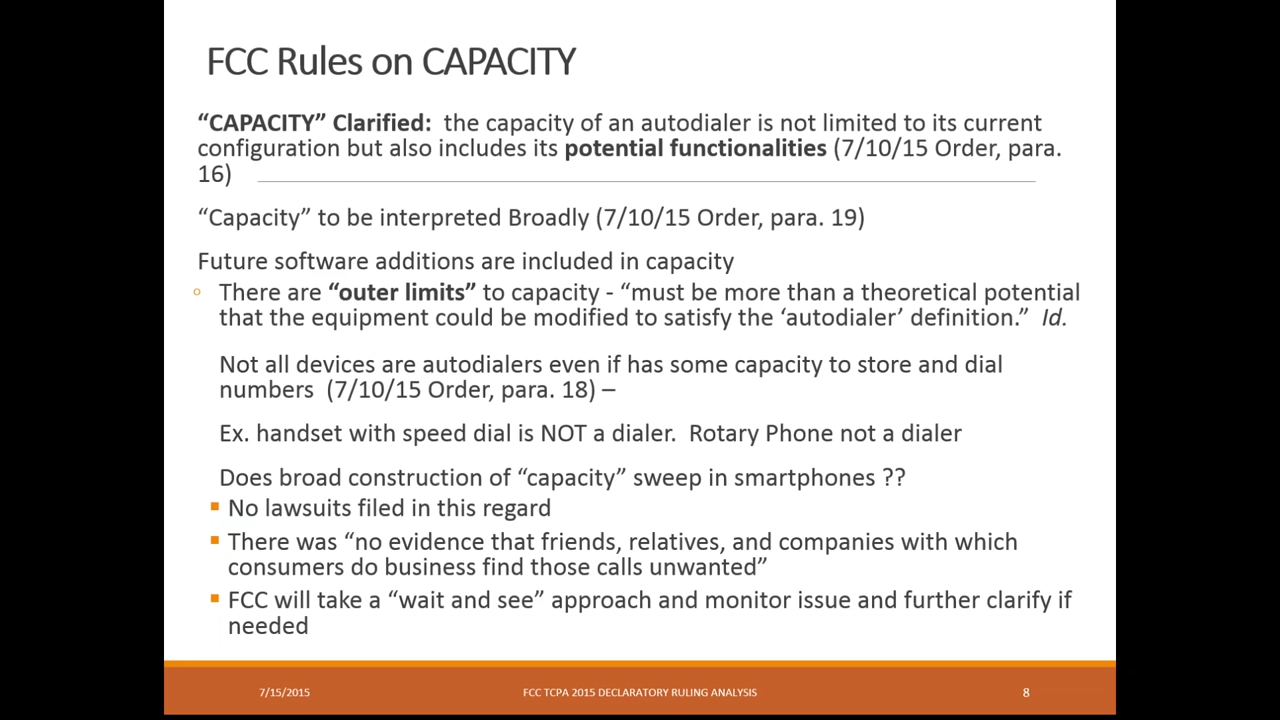 FCC Rules on CAPACITY
“CAPACITY” Clarified: the capacity of an autodialer is not limited to its current
configuration but also includes its potential functionalities (7/10/15 Order, para.
16)
“Capacity” to be interpreted Broadly (7/10/15 Order, para. 19)
Future software additions are included in capacity
There are “outer limits” to capacity - “must be more than a theoretical potential
that the equipment could be modified to satisfy the ‘autodialer’ definition.” Id.
Not all devices are autodialers even if has some capacity to store and dial
numbers (7/10/15 Order, para. 18) –
Ex. handset with speed dial is NOT a dialer. Rotary Phone not a dialer
Does broad construction of “capacity” sweep in smartphones ??
No lawsuits filed in this regard
There was “no evidence that friends, relatives, and companies with which
consumers do business find those calls unwanted”
FCC will take a “wait and see” approach and monitor issue and further clarify if
needed
7/15/2015
FCC TCPA 2015 DECLARATORY RULING ANALYSIS
8